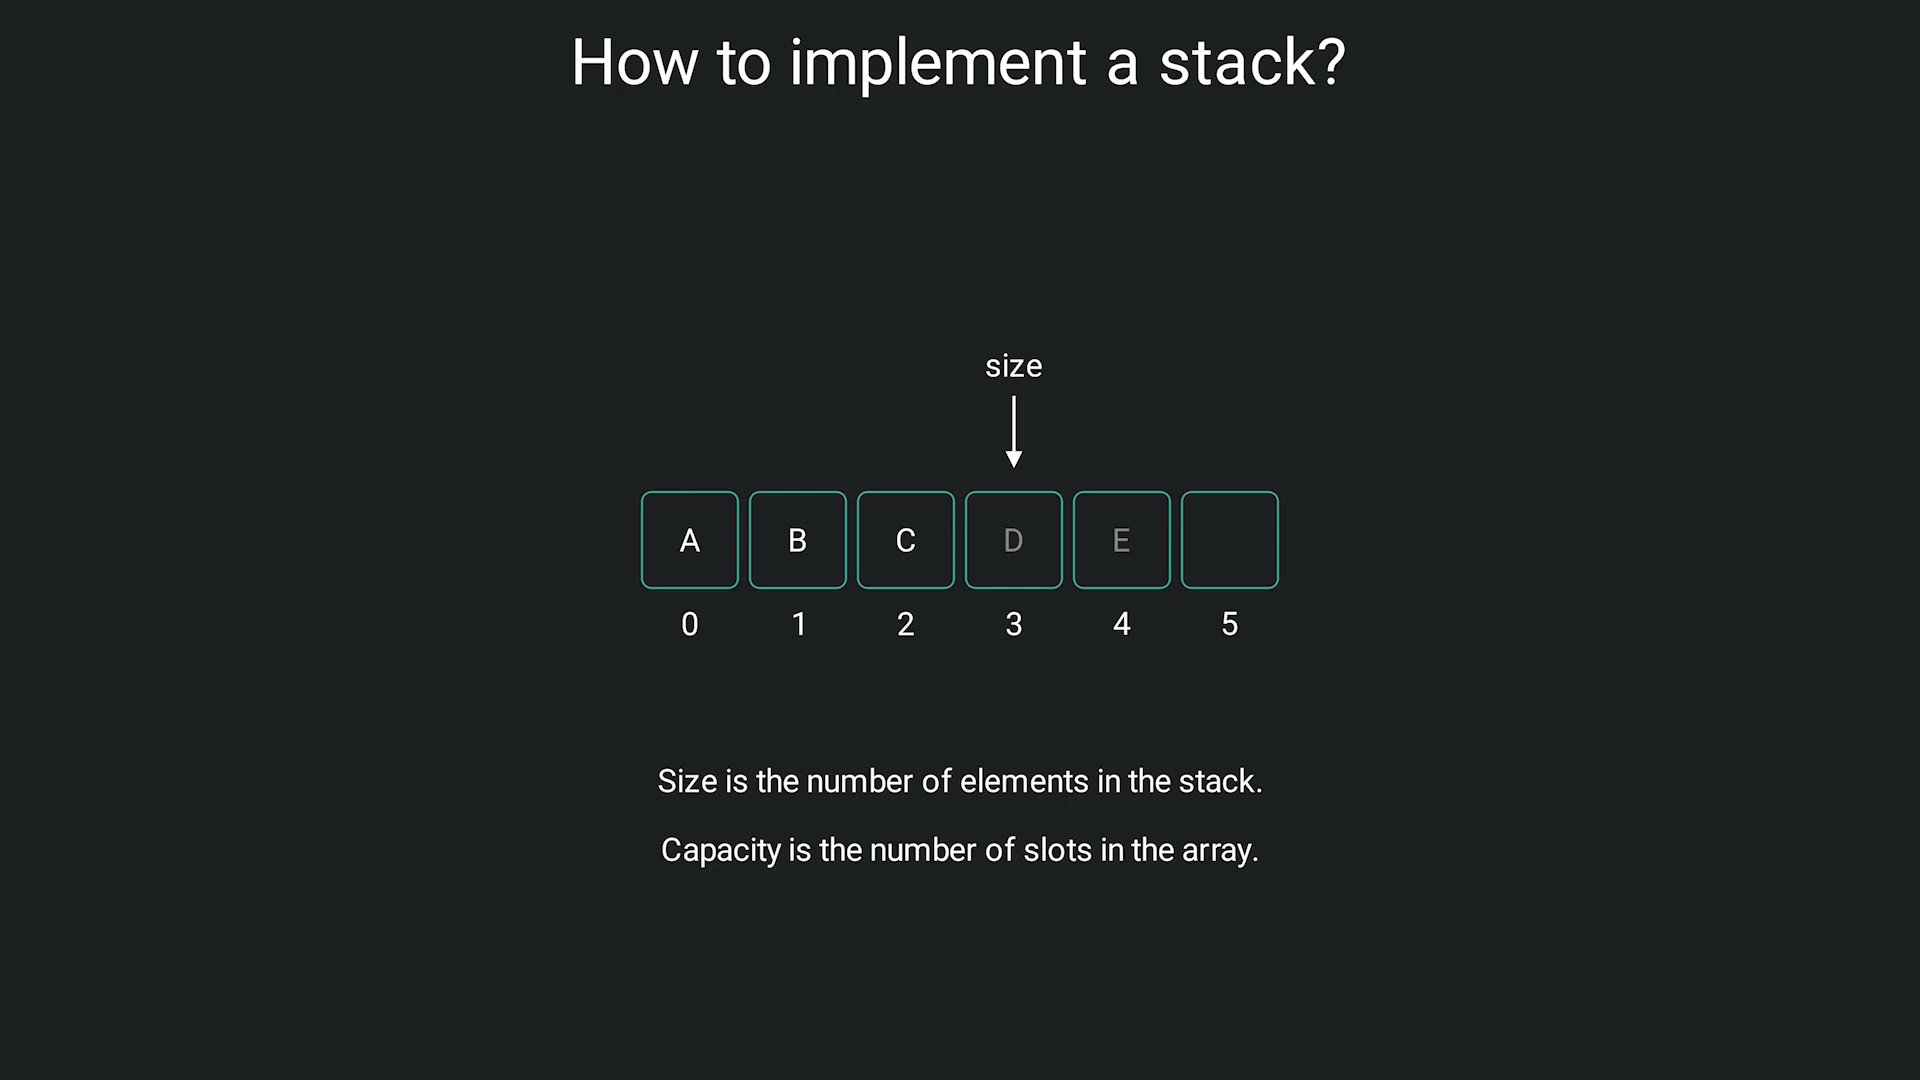 How to implement a stack?
size
A B C D E
0 1 2 3 4 5
Size is the number of elements in the stack.
Capacity is the number of slots in the array.